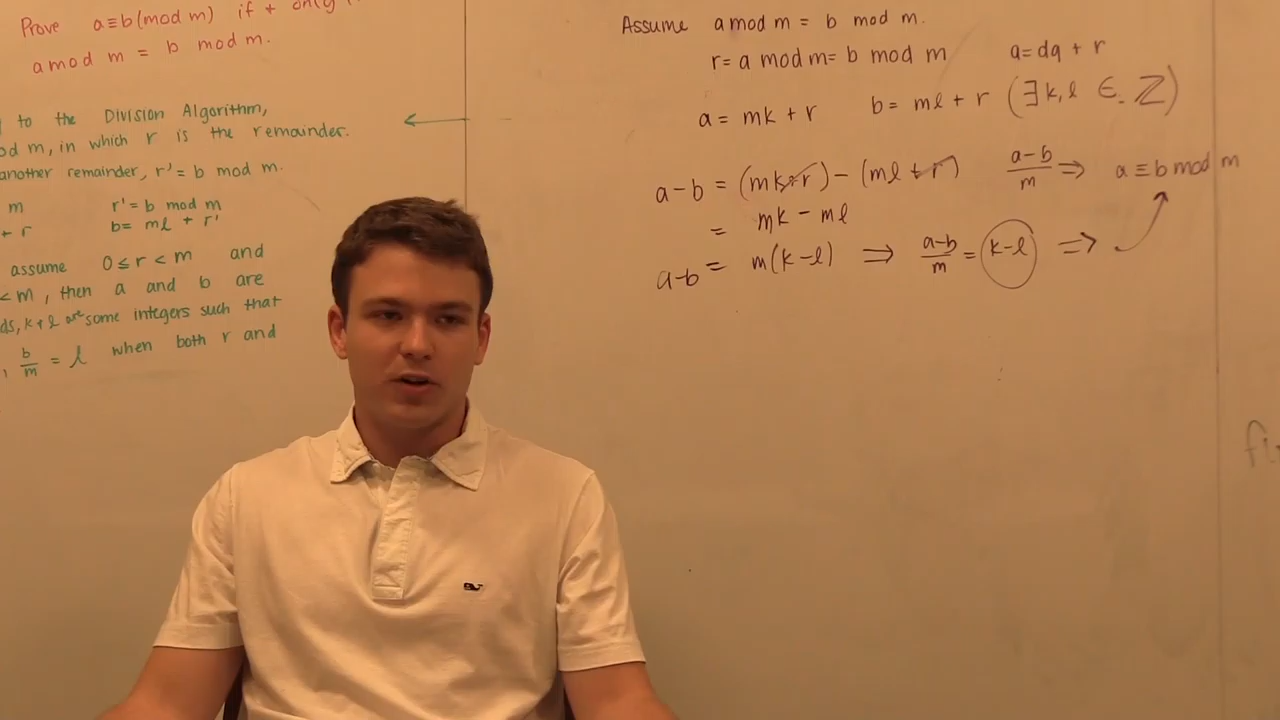 Prove a≡b(mod m) if + only
a mod m = b mod m.
to the Division Algorithm,
od m, in which r is the remainder.
another remainder, r' = b mod m.
m r' = b mod m
+ r b = mℓ + r'
assume 0 ≤ r < m and
< m, then a and b are
ds, k + ℓ are some integers such that
, b/m = ℓ when both r and
Assume a mod m = b mod m.
r = a mod m = b mod m a = dq + r
a = mk + r b = mℓ + r (∃ k, ℓ ∈ ℤ)
a-b = (mk+r) - (mℓ+r) a-b/m ⇒ a ≡ b mod m
= mk - mℓ
a-b = m(k-ℓ) ⇒ a-b/m = k-ℓ ⇒